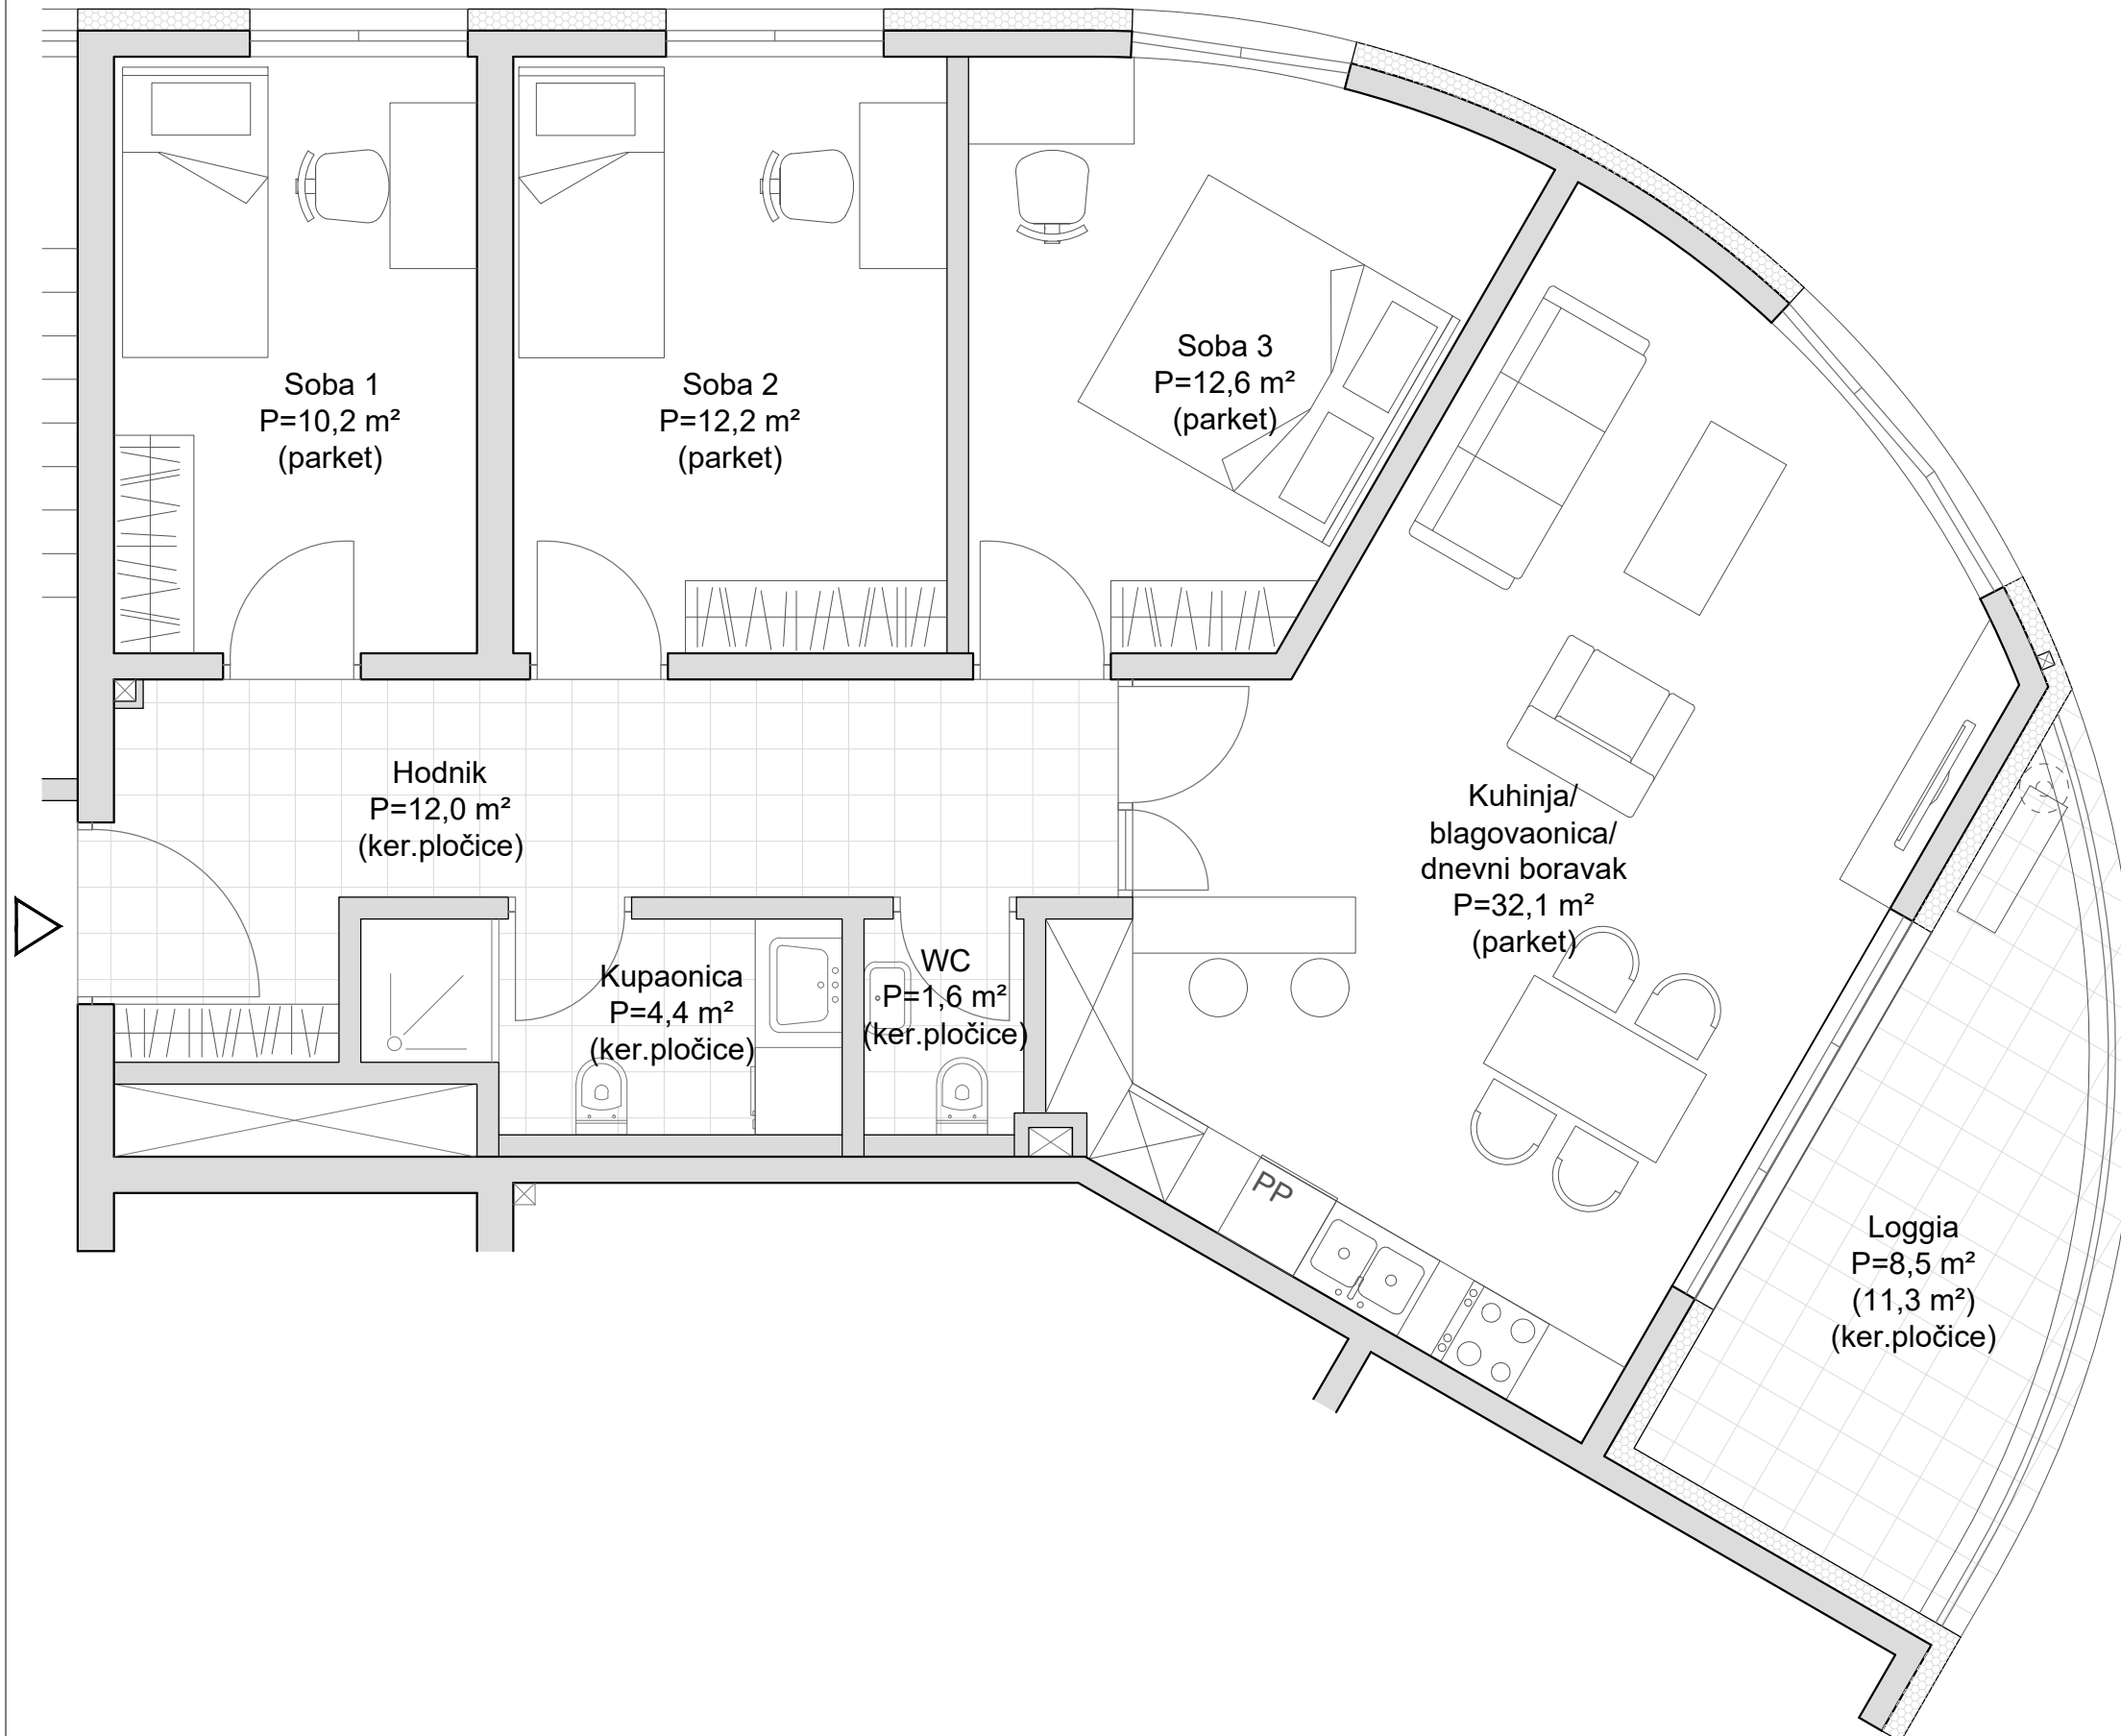 Soba 1
P=10,2 m²
(parket)
Soba 2
P=12,2 m²
(parket)
Soba 3
P=12,6 m²
(parket)
Hodnik
P=12,0 m²
(ker.pločice)
Kuhinja/
blagovaonica/
dnevni boravak
P=32,1 m²
(parket)
Kupaonica
P=4,4 m²
(ker.pločice)
WC
P=1,6 m²
(ker.pločice)
PP
Loggia
P=8,5 m²
(11,3 m²)
(ker.pločice)